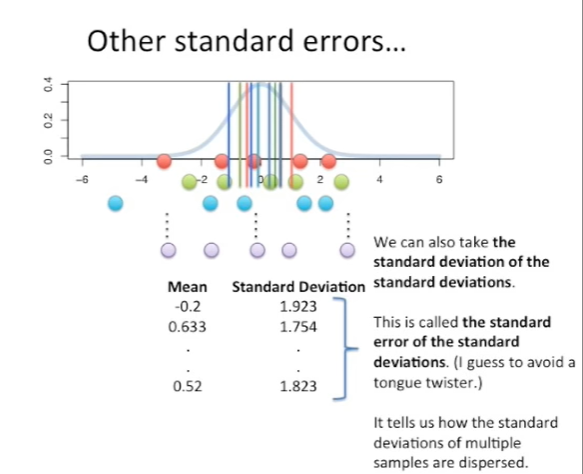 Other standard errors...
0.4
0.2
0.0
-6 -4 -2 0 2 4 6
We can also take the
standard deviation of the
standard deviations.
Mean Standard Deviation
-0.2 1.923
0.633 1.754
. .
. .
0.52 1.823
This is called the standard
error of the standard
deviations. (I guess to avoid a
tongue twister.)
It tells us how the standard
deviations of multiple
samples are dispersed.